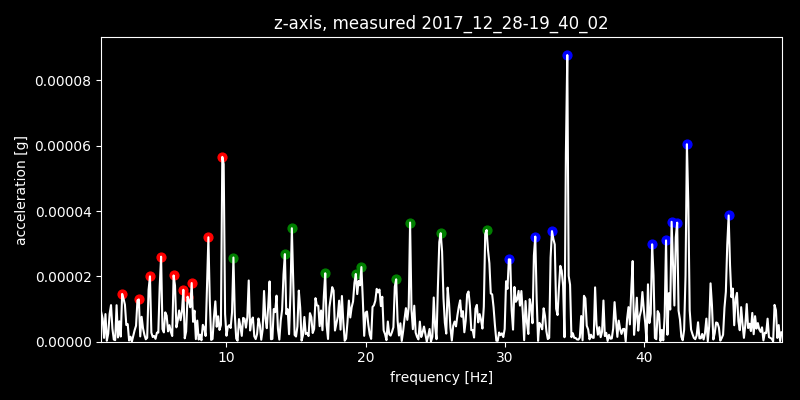 z-axis, measured 2017_12_28-19_40_02
acceleration [g]
0.00008
0.00006
0.00004
0.00002
0.00000
10 20 30 40
frequency [Hz]